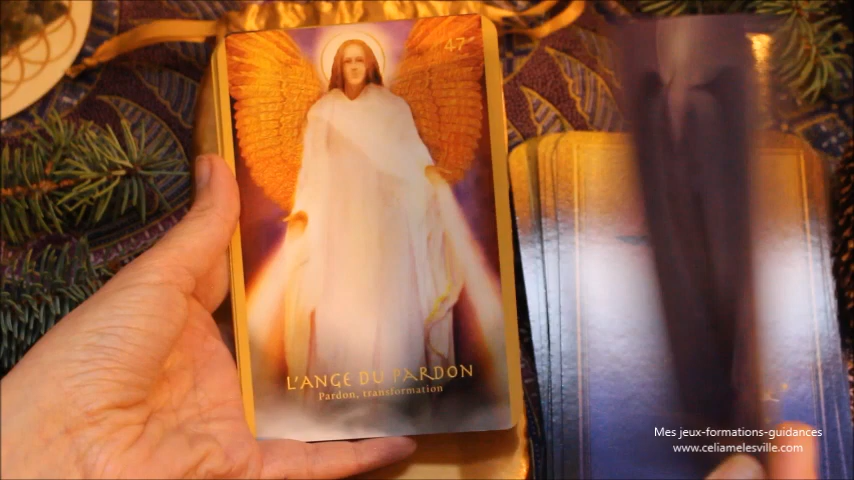 47
L'ANGE DU PARDON
Pardon, transformation
Mes jeux-formations-guidances
www.celiamelesville.com